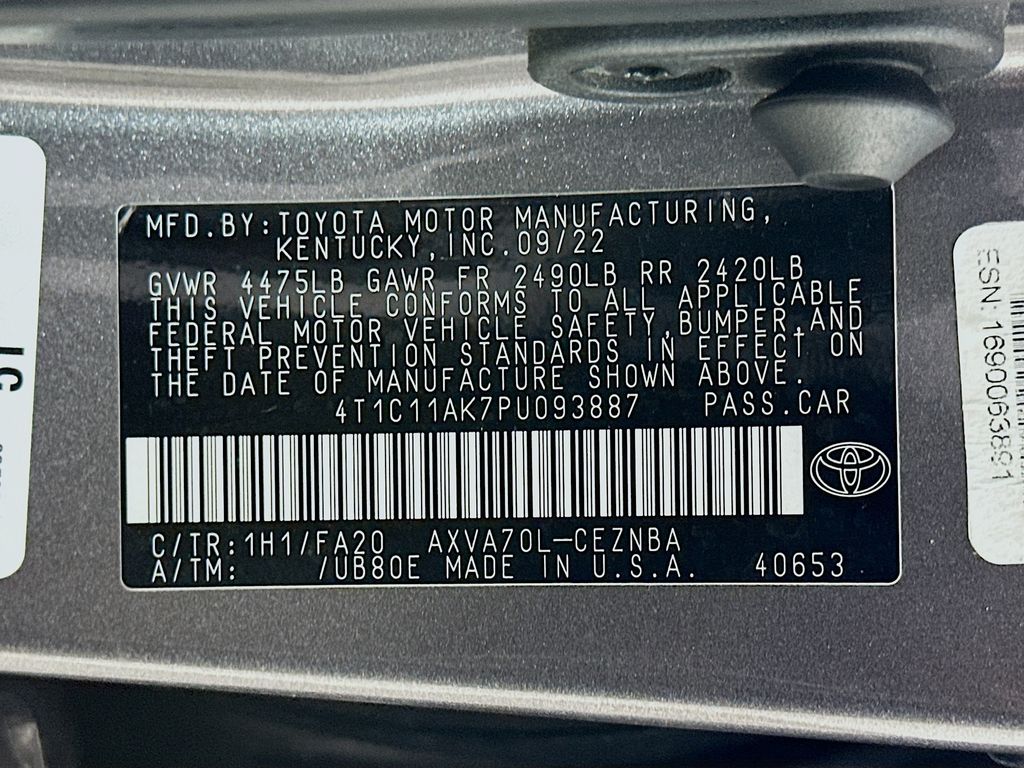 MFD.BY:TOYOTA MOTOR MANUFACTURING,
KENTUCKY,INC.09/22
GVWR 4475LB GAWR FR 2490LB RR 2420LB
THIS VEHICLE CONFORMS TO ALL APPLICABLE
FEDERAL MOTOR VEHICLE SAFETY,BUMPER,AND
THEFT PREVENTION STANDARDS IN EFFECT ON
THE DATE OF MANUFACTURE SHOWN ABOVE.
4T1C11AK7PU093887 PASS.CAR
C/TR:1H1/FA20 AXVA70L-CEZNBA
A/TM: /UB80E MADE IN U.S.A. 40653
ESN: 1690063891